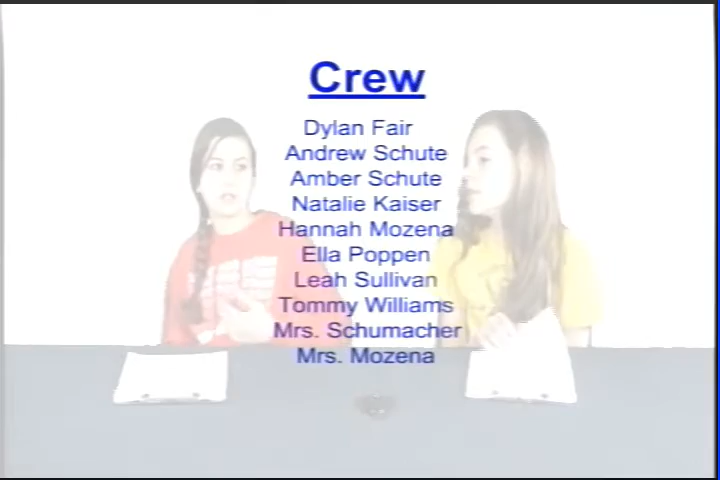 Crew
Dylan Fair
Andrew Schute
Amber Schute
Natalie Kaiser
Hannah Mozena
Ella Poppen
Leah Sullivan
Tommy Williams
Mrs. Schumacher
Mrs. Mozena